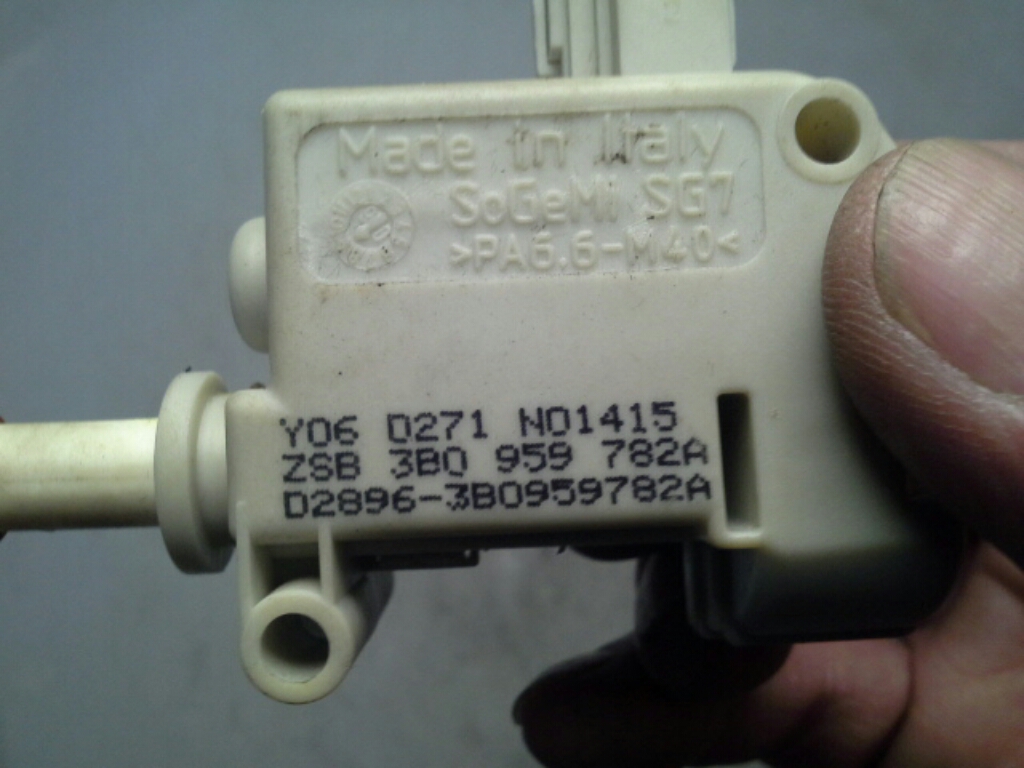 Made in Italy
SoGeMi SG7
>PA6.6-M40<
Y06 D271 N01415
ZSB 3B0 959 782A
D2896-3B0959782A